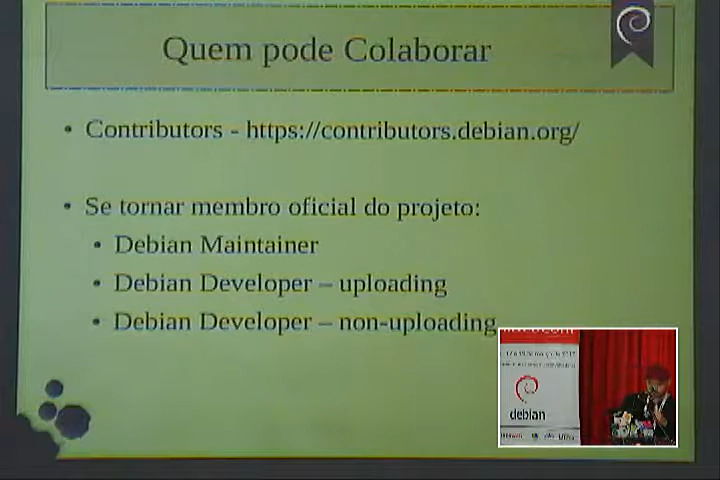 Quem pode Colaborar
• Contributors - https://contributors.debian.org/
• Se tornar membro oficial do projeto:
• Debian Maintainer
• Debian Developer – uploading
• Debian Developer – non-uploading
debian